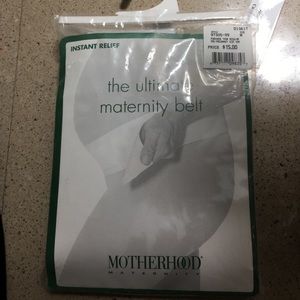 INSTANT RELIEF
PRICE $15.00
the ultimate
maternity belt
MOTHERHOOD
MATERNITY